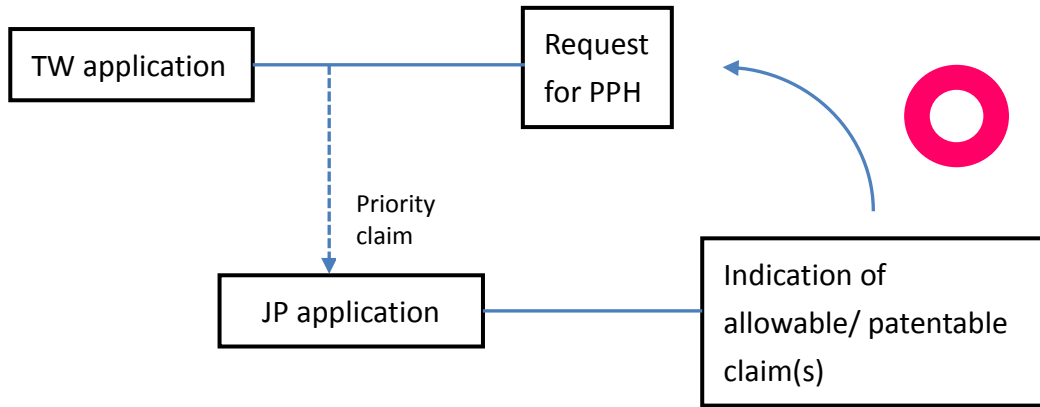 TW application
Request
for PPH
Priority
claim
JP application
Indication of
allowable/ patentable
claim(s)